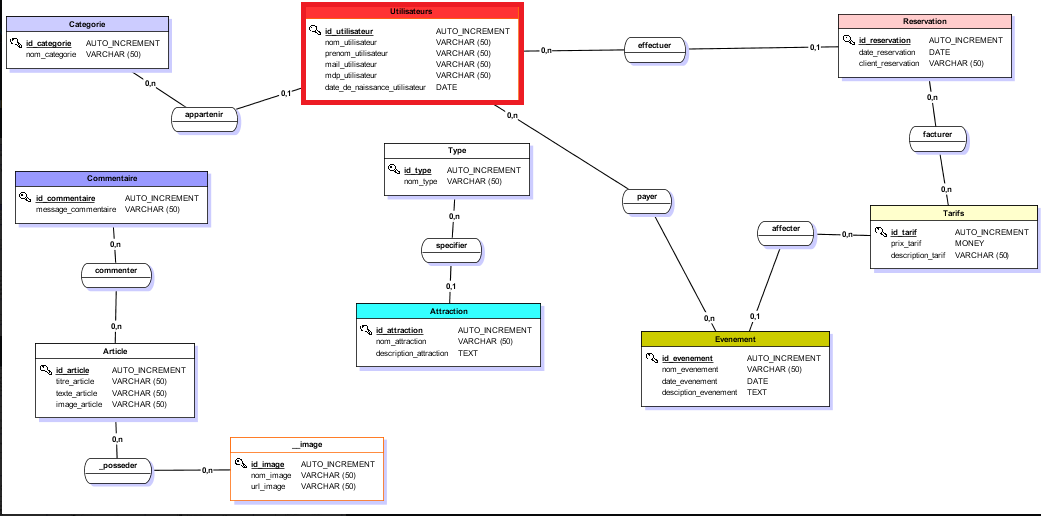 Categorie
id_categorie AUTO_INCREMENT
nom_categorie VARCHAR (50)
0,n
appartenir
0,1
Utilisateurs
id_utilisateur AUTO_INCREMENT
nom_utilisateur VARCHAR (50)
prenom_utilisateur VARCHAR (50)
mail_utilisateur VARCHAR (50)
mdp_utilisateur VARCHAR (50)
date_de_naissance_utilisateur DATE
0,n
effectuer
0,1
Reservation
id_reservation AUTO_INCREMENT
date_reservation DATE
client_reservation VARCHAR (50)
0,n
facturer
0,n
Tarifs
id_tarif AUTO_INCREMENT
prix_tarif MONEY
description_tarif VARCHAR (50)
0,n
affecter
0,1
0,n
payer
0,n
Evenement
id_evenement AUTO_INCREMENT
nom_evenement VARCHAR (50)
date_evenement DATE
desciption_evenement TEXT
Type
id_type AUTO_INCREMENT
nom_type VARCHAR (50)
0,n
specifier
0,1
Attraction
id_attraction AUTO_INCREMENT
nom_attraction VARCHAR (50)
description_attraction TEXT
Commentaire
id_commentaire AUTO_INCREMENT
message_commentaire VARCHAR (50)
0,n
commenter
0,n
Article
id_article AUTO_INCREMENT
titre_article VARCHAR (50)
texte_article VARCHAR (50)
image_article VARCHAR (50)
0,n
_posseder
0,n
__image
id_image AUTO_INCREMENT
nom_image VARCHAR (50)
url_image VARCHAR (50)